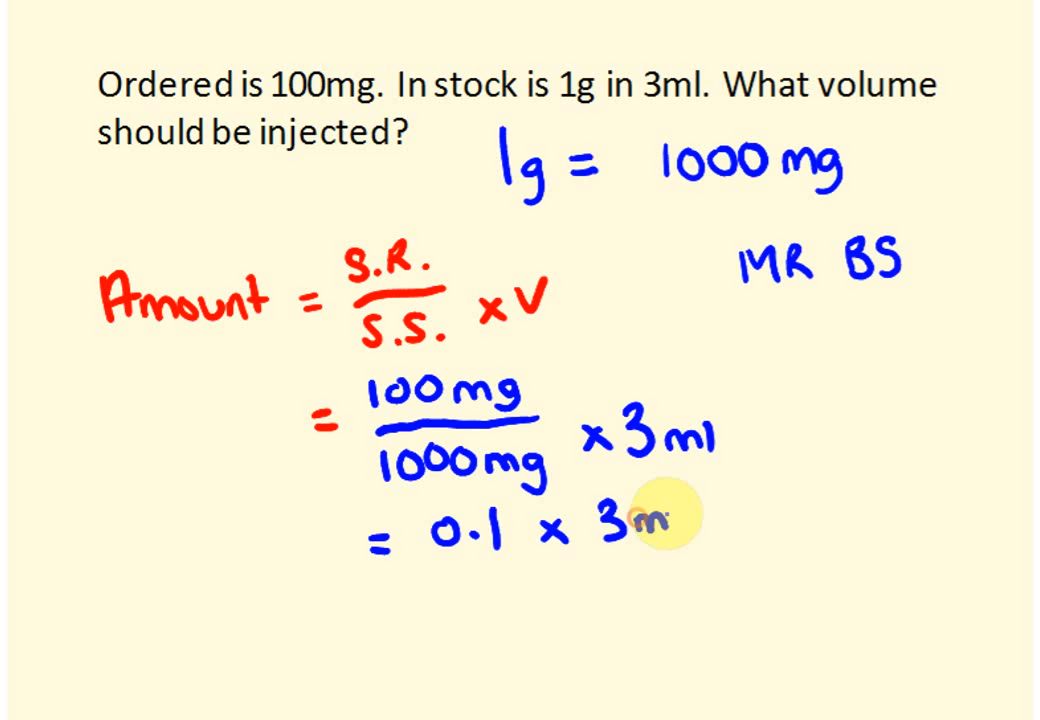 Ordered is 100mg. In stock is 1g in 3ml. What volume
should be injected?
1g = 1000 mg
MR BS
Amount = S.R. / S.S. x V
= 100 mg / 1000 mg x 3 ml
= 0.1 x 3 m